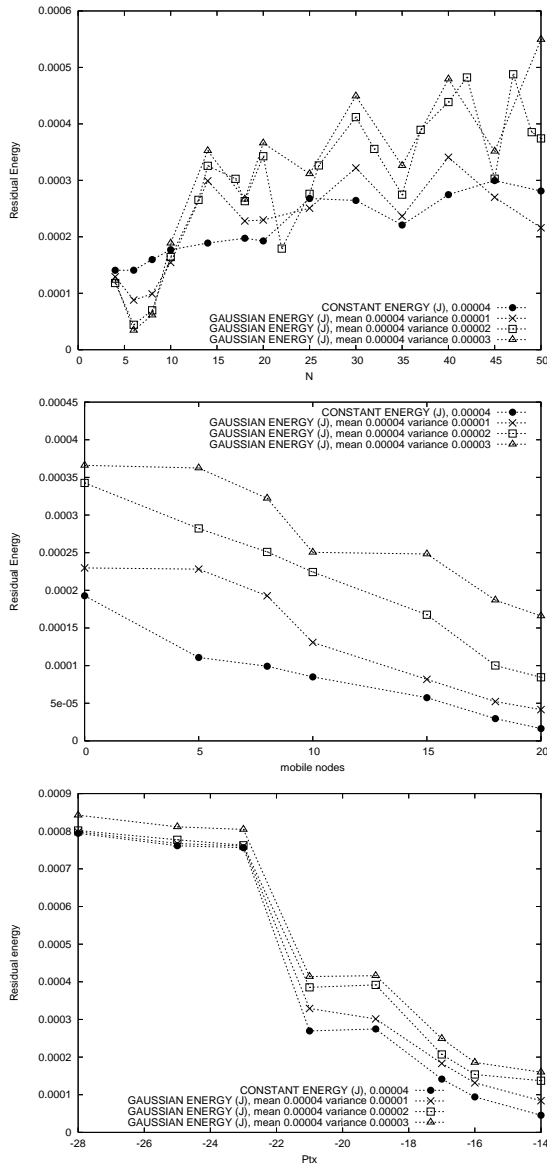 0.0006
0.0005
0.0004
0.0003
0.0002
0.0001
0
Residual Energy
CONSTANT ENERGY (J), 0.00004
GAUSSIAN ENERGY (J), mean 0.00004 variance 0.00001
GAUSSIAN ENERGY (J), mean 0.00004 variance 0.00002
GAUSSIAN ENERGY (J), mean 0.00004 variance 0.00003
0 5 10 15 20 25 30 35 40 45 50
N
0.00045
0.0004
0.00035
0.0003
0.00025
0.0002
0.00015
0.0001
5e-05
0
Residual Energy
CONSTANT ENERGY (J), 0.00004
GAUSSIAN ENERGY (J), mean 0.00004 variance 0.00001
GAUSSIAN ENERGY (J), mean 0.00004 variance 0.00002
GAUSSIAN ENERGY (J), mean 0.00004 variance 0.00003
0 5 10 15 20
mobile nodes
0.0009
0.0008
0.0007
0.0006
0.0005
0.0004
0.0003
0.0002
0.0001
0
Residual energy
CONSTANT ENERGY (J), 0.00004
GAUSSIAN ENERGY (J), mean 0.00004 variance 0.00001
GAUSSIAN ENERGY (J), mean 0.00004 variance 0.00002
GAUSSIAN ENERGY (J), mean 0.00004 variance 0.00003
-28 -26 -24 -22 -20 -18 -16 -14
Ptx